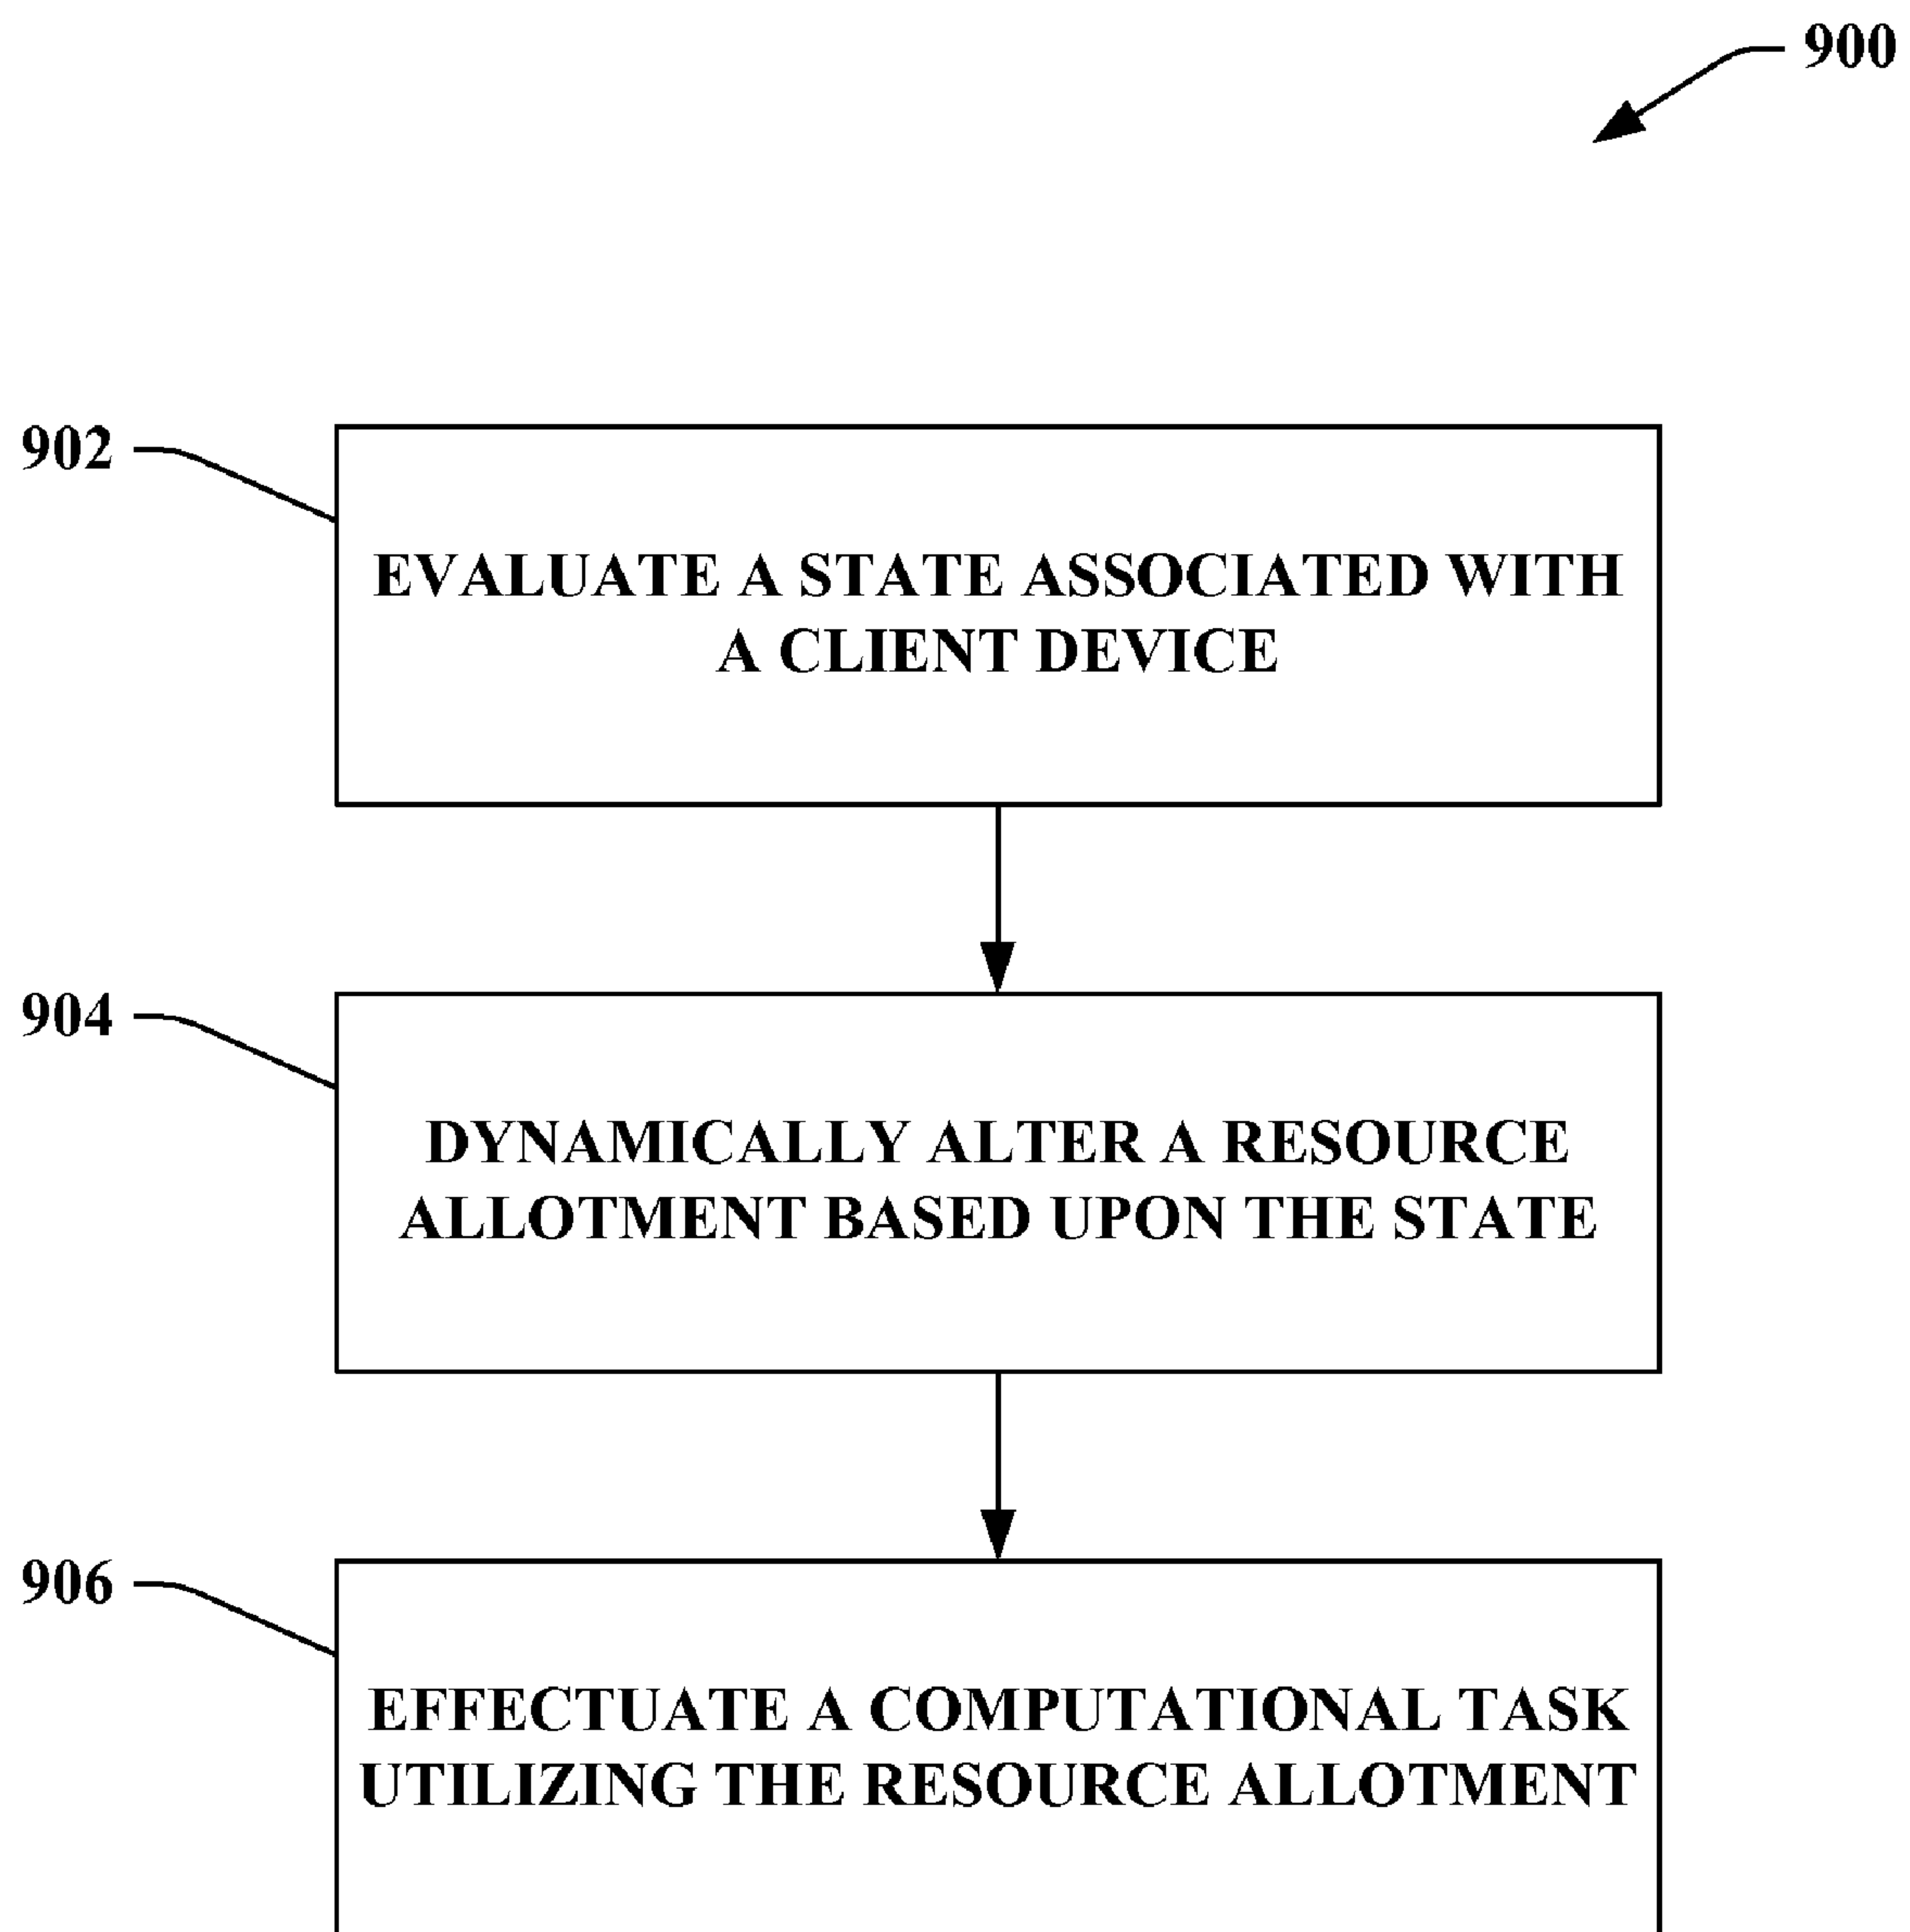 900
902
EVALUATE A STATE ASSOCIATED WITH
A CLIENT DEVICE
904
DYNAMICALLY ALTER A RESOURCE
ALLOTMENT BASED UPON THE STATE
906
EFFECTUATE A COMPUTATIONAL TASK
UTILIZING THE RESOURCE ALLOTMENT